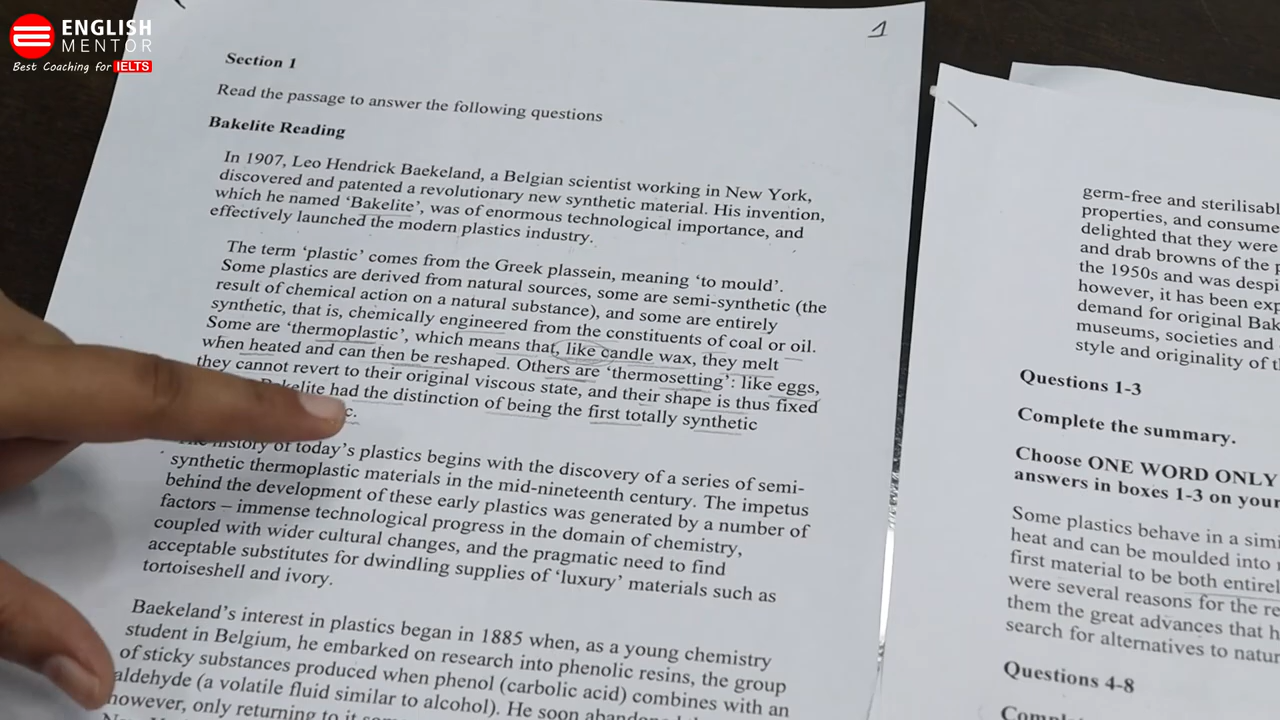 ENGLISH
MENTOR
Best Coaching for IELTS
1
Section 1
Read the passage to answer the following questions
Bakelite Reading
In 1907, Leo Hendrick Baekeland, a Belgian scientist working in New York,
discovered and patented a revolutionary new synthetic material. His invention,
which he named ‘Bakelite’, was of enormous technological importance, and
effectively launched the modern plastics industry.
The term ‘plastic’ comes from the Greek plassein, meaning ‘to mould’.
Some plastics are derived from natural sources, some are semi-synthetic (the
result of chemical action on a natural substance), and some are entirely
synthetic, that is, chemically engineered from the constituents of coal or oil.
Some are ‘thermoplastic’, which means that, like candle wax, they melt
when heated and can then be reshaped. Others are ‘thermosetting’: like eggs,
they cannot revert to their original viscous state, and their shape is thus fixed
had the distinction of being the first totally synthetic
history of today’s plastics begins with the discovery of a series of semi-
synthetic thermoplastic materials in the mid-nineteenth century. The impetus
behind the development of these early plastics was generated by a number of
factors – immense technological progress in the domain of chemistry,
coupled with wider cultural changes, and the pragmatic need to find
acceptable substitutes for dwindling supplies of ‘luxury’ materials such as
tortoiseshell and ivory.
Baekeland’s interest in plastics began in 1885 when, as a young chemistry
student in Belgium, he embarked on research into phenolic resins, the group
of sticky substances produced when phenol (carbolic acid) combines with an
aldehyde (a volatile fluid similar to alcohol). He soon
however, only returning to it
germ-free and
properties, and
delighted that they were
and drab browns of the
the 1950s and was
however, it has been
demand for original
museums, societies and
style and originality of
Questions 1-3
Complete the summary.
Choose ONE WORD ONLY
answers in boxes 1-3 on
Some plastics behave in a
heat and can be moulded into
first material to be both
were several reasons for the
them the great advances that
search for alternatives to
Questions 4-8